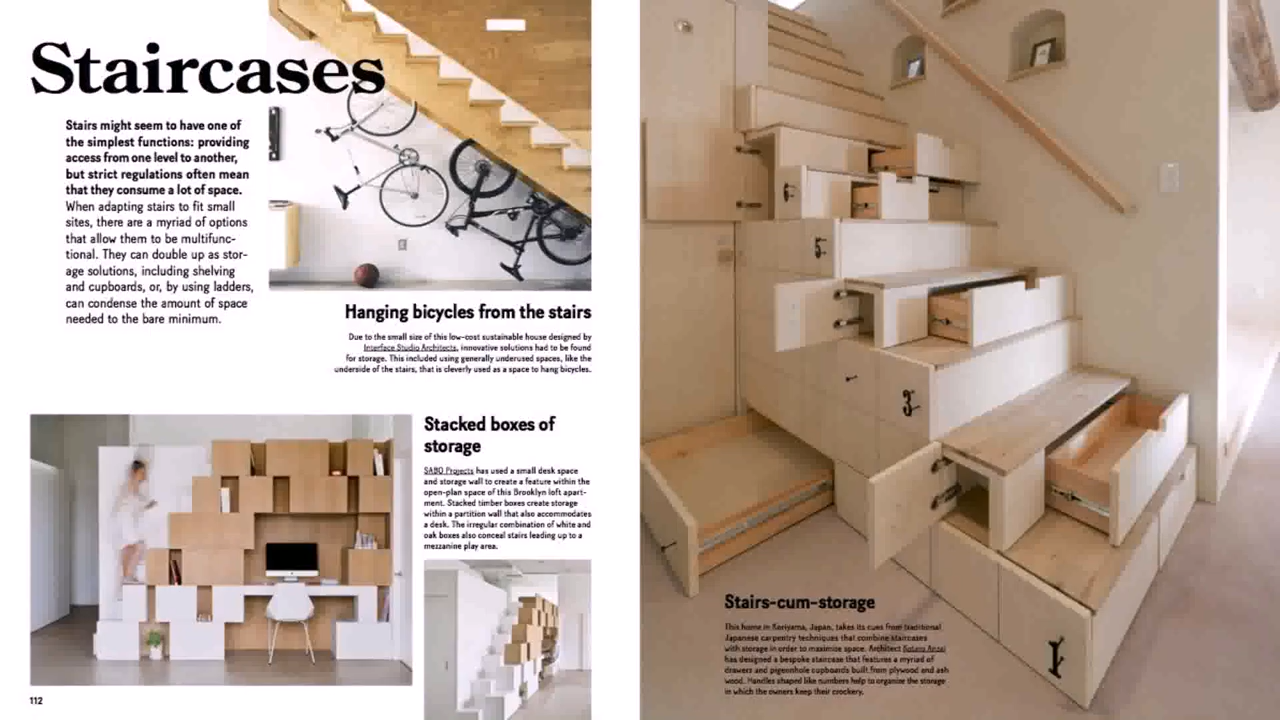 Staircases
Stairs might seem to have one of
the simplest functions: providing
access from one level to another,
but strict regulations often mean
that they consume a lot of space.
When adapting stairs to fit small
sites, there are a myriad of options
that allow them to be multifunc-
tional. They can double up as stor-
age solutions, including shelving
and cupboards, or, by using ladders,
can condense the amount of space
needed to the bare minimum.
Hanging bicycles from the stairs
Due to the small size of this low-cost sustainable house designed by
Interface Studio Architects, innovative solutions had to be found
for storage. This included using generally underused spaces, like the
underside of the stairs, that is cleverly used as a space to hang bicycles.
Stacked boxes of
storage
SABO Projects has used a small desk space
and storage wall to create a feature within the
open-plan space of this Brooklyn loft apart-
ment. Stacked timber boxes create storage
within a partition wall that also accommodates
a desk. The irregular combination of white and
oak boxes also conceal stairs leading up to a
mezzanine play area.
112
6
5
3
1
Stairs-cum-storage
This home in Koriyama, Japan, takes its cues from traditional
Japanese carpentry techniques that combine staircases
with storage in order to maximise space. Architect Kotaro Anzai
has designed a bespoke staircase that features a myriad of
drawers and pigeonhole cupboards built from plywood and ash
wood. Handles shaped like numbers help to organise the storage
in which the owners keep their crockery.